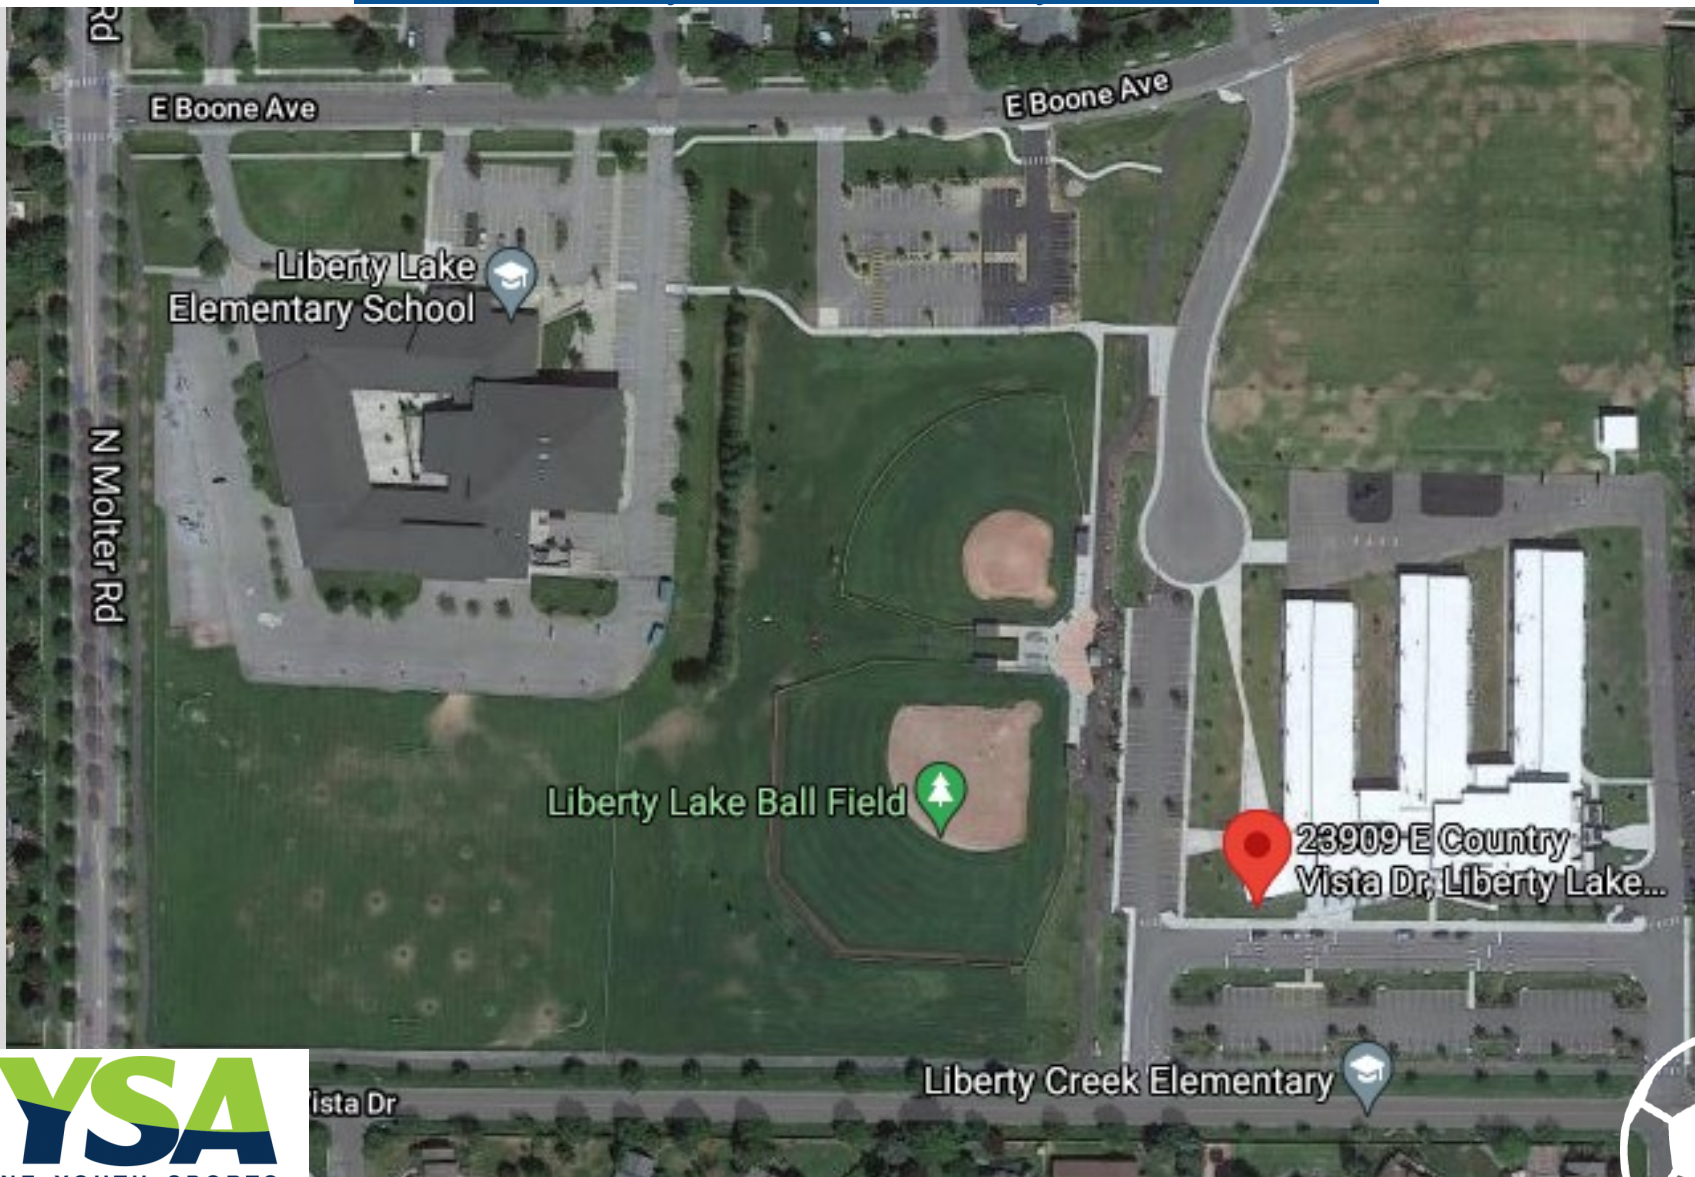 Rd
E Boone Ave
E Boone Ave
Liberty Lake
Elementary School
N Molter Rd
Liberty Lake Ball Field
23909 E Country
Vista Dr, Liberty Lake...
Liberty Creek Elementary
Vista Dr
YSA